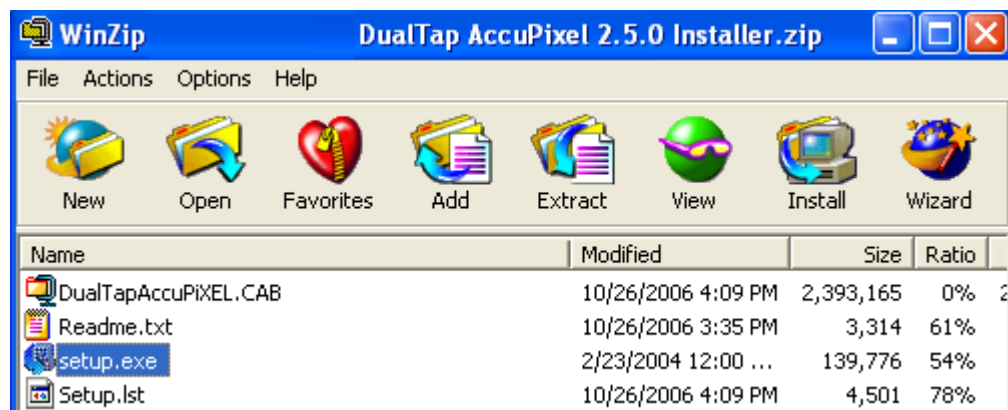 WinZip DualTap AccuPixel 2.5.0 Installer.zip
File Actions Options Help
New Open Favorites Add Extract View Install Wizard
Name Modified Size Ratio
DualTapAccuPiXEL.CAB 10/26/2006 4:09 PM 2,393,165 0% 2
Readme.txt 10/26/2006 3:35 PM 3,314 61%
setup.exe 2/23/2004 12:00 ... 139,776 54%
Setup.lst 10/26/2006 4:09 PM 4,501 78%